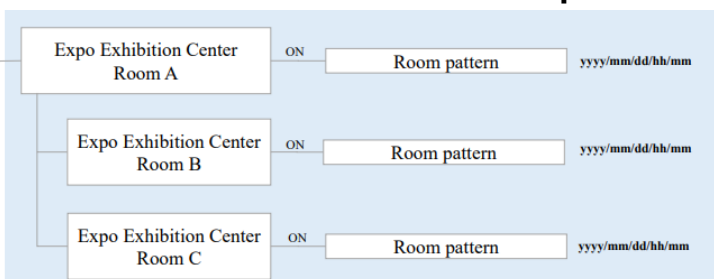 Expo Exhibition Center
Room A
ON
Room pattern
yyyy/mm/dd/hh/mm
Expo Exhibition Center
Room B
ON
Room pattern
yyyy/mm/dd/hh/mm
Expo Exhibition Center
Room C
ON
Room pattern
yyyy/mm/dd/hh/mm